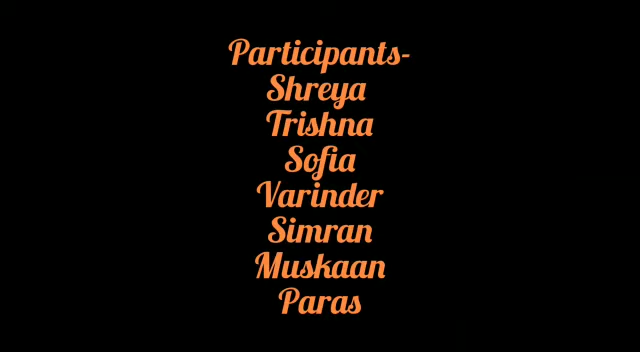 Participants-
Shreya
Trishna
Sofia
Varinder
Simran
Muskaan
Paras